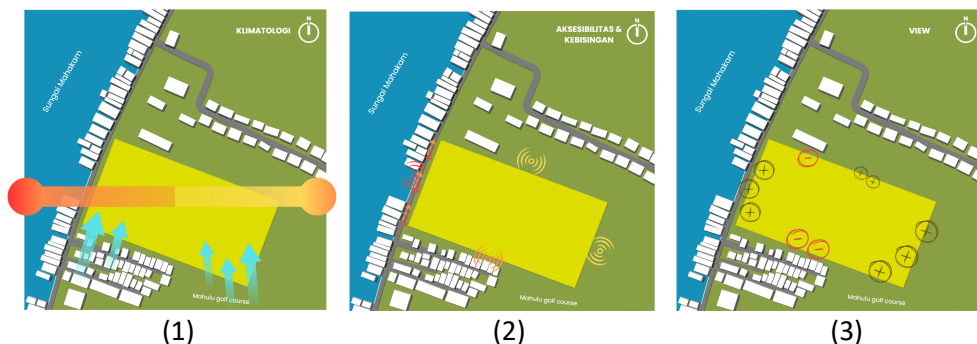 KLIMATOLOGI
N
Sungai Mahakam
Mahulu golf course
(1)
AKSESIBILITAS &
KEBISINGAN
N
Sungai Mahakam
Mahulu golf course
(2)
VIEW
N
Sungai Mahakam
Mahulu golf course
(3)